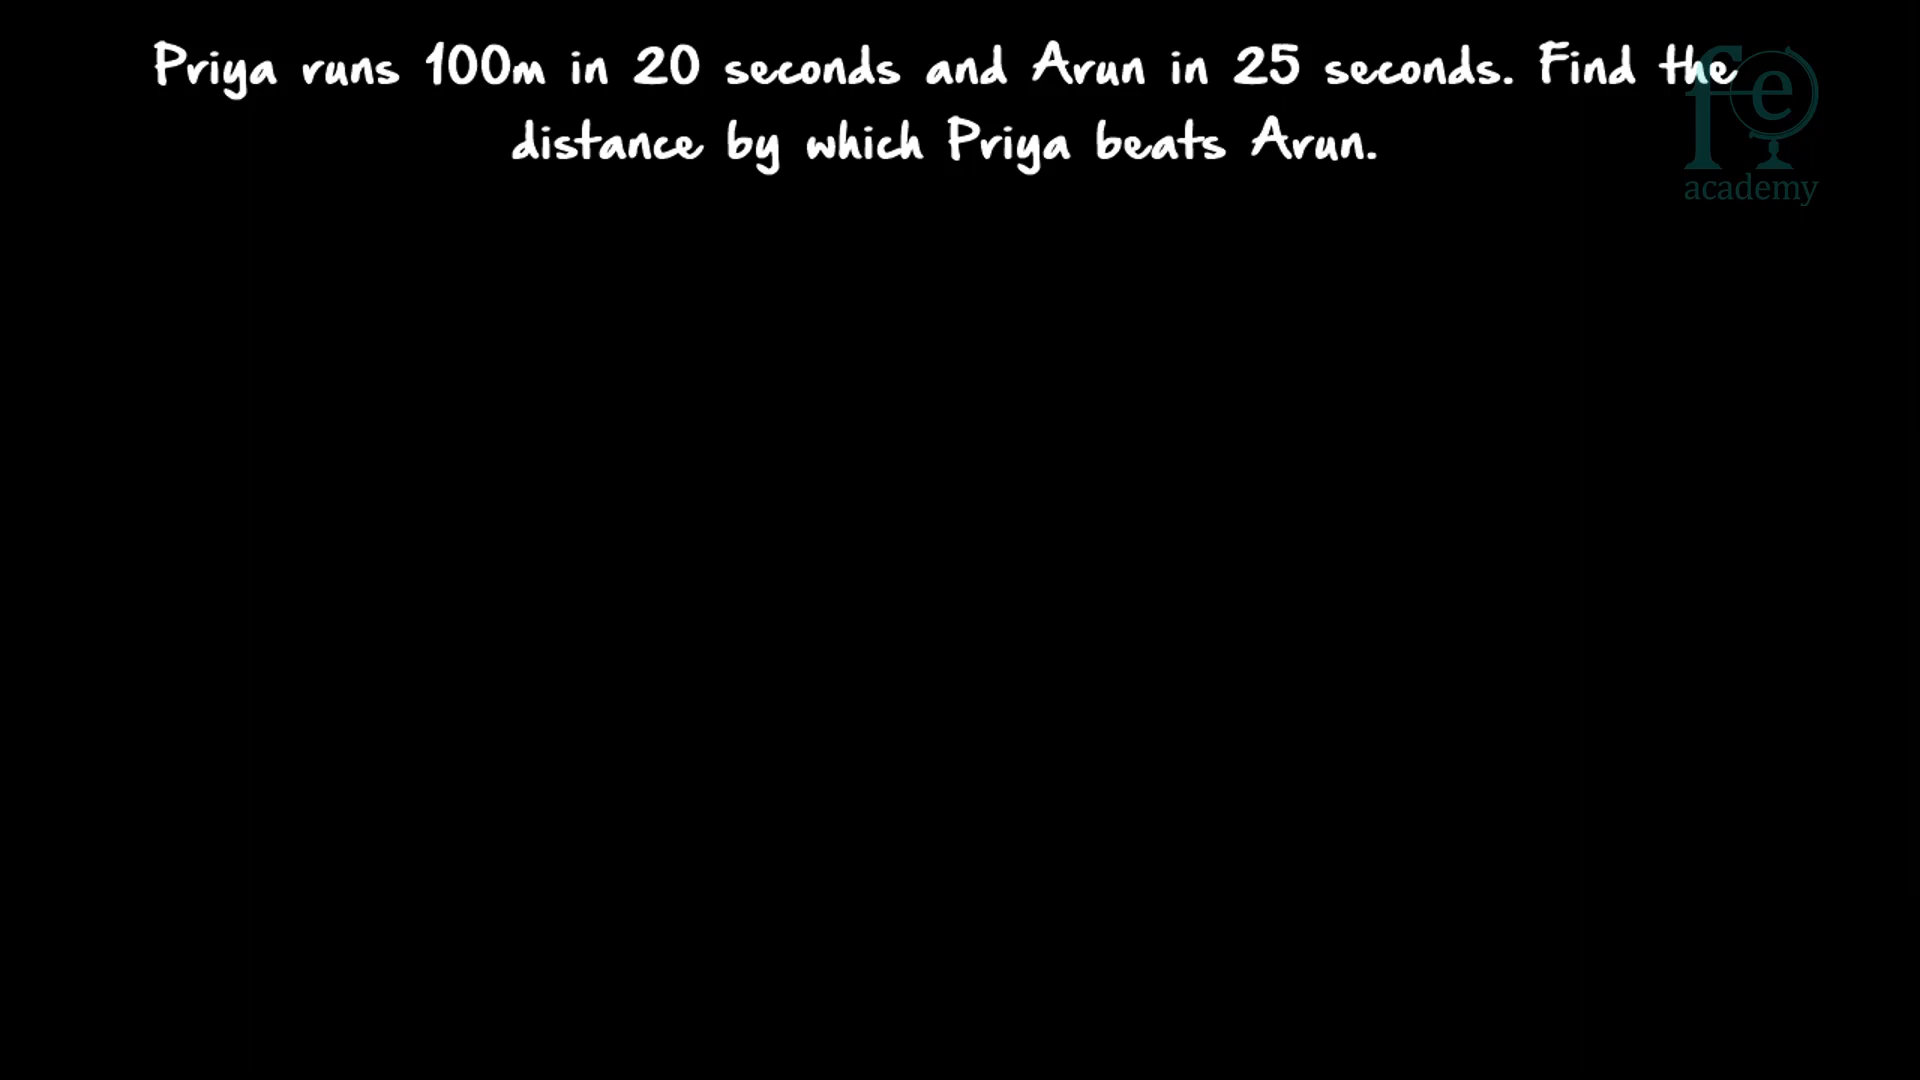 Priya runs 100m in 20 seconds and Arun in 25 seconds. Find the
distance by which Priya beats Arun.
fe
academy